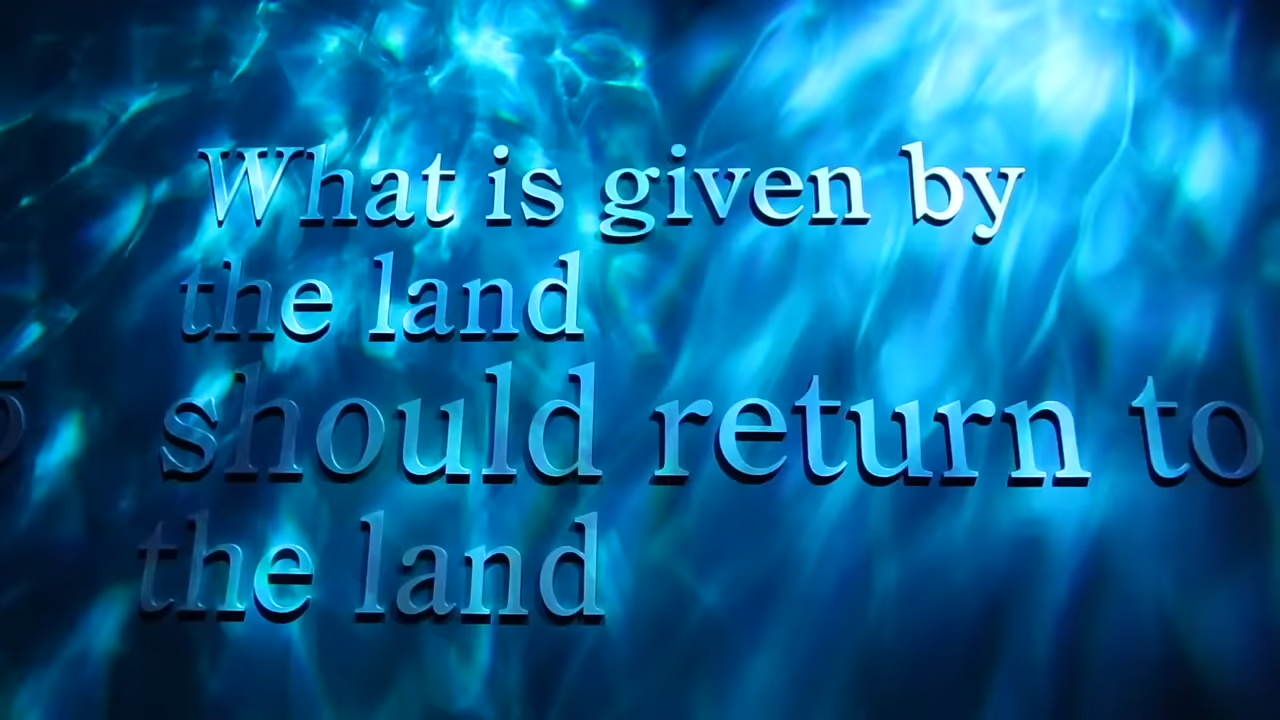 What is given by
the land
should return to
the land